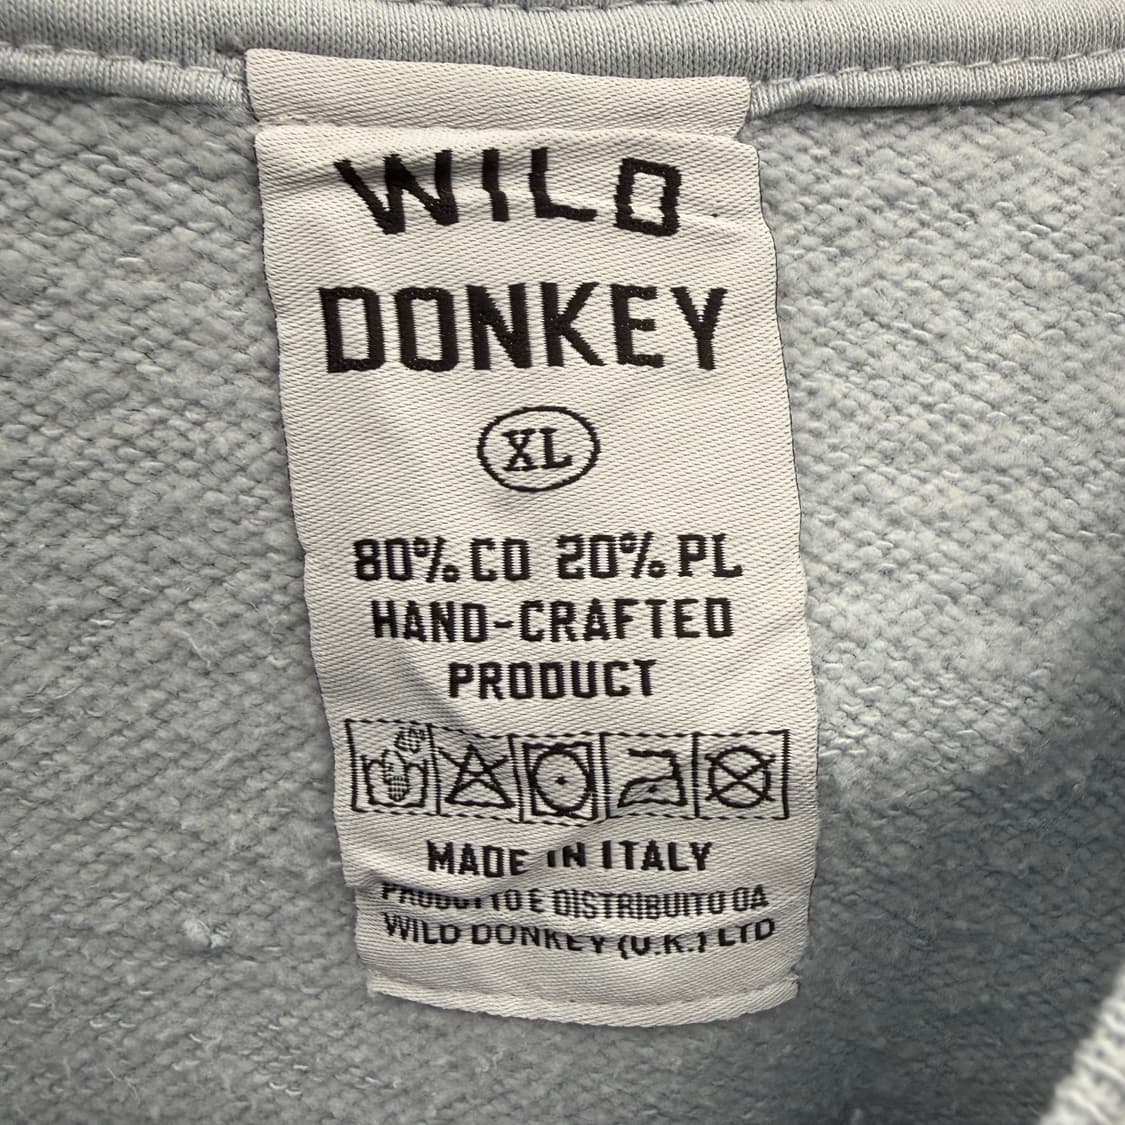 WILD
DONKEY
XL
80% CO 20% PL
HAND-CRAFTED
PRODUCT
40°
MADE IN ITALY
PRODOTTO E DISTRIBUITO DA
WILD DONKEY (U.K.) LTD